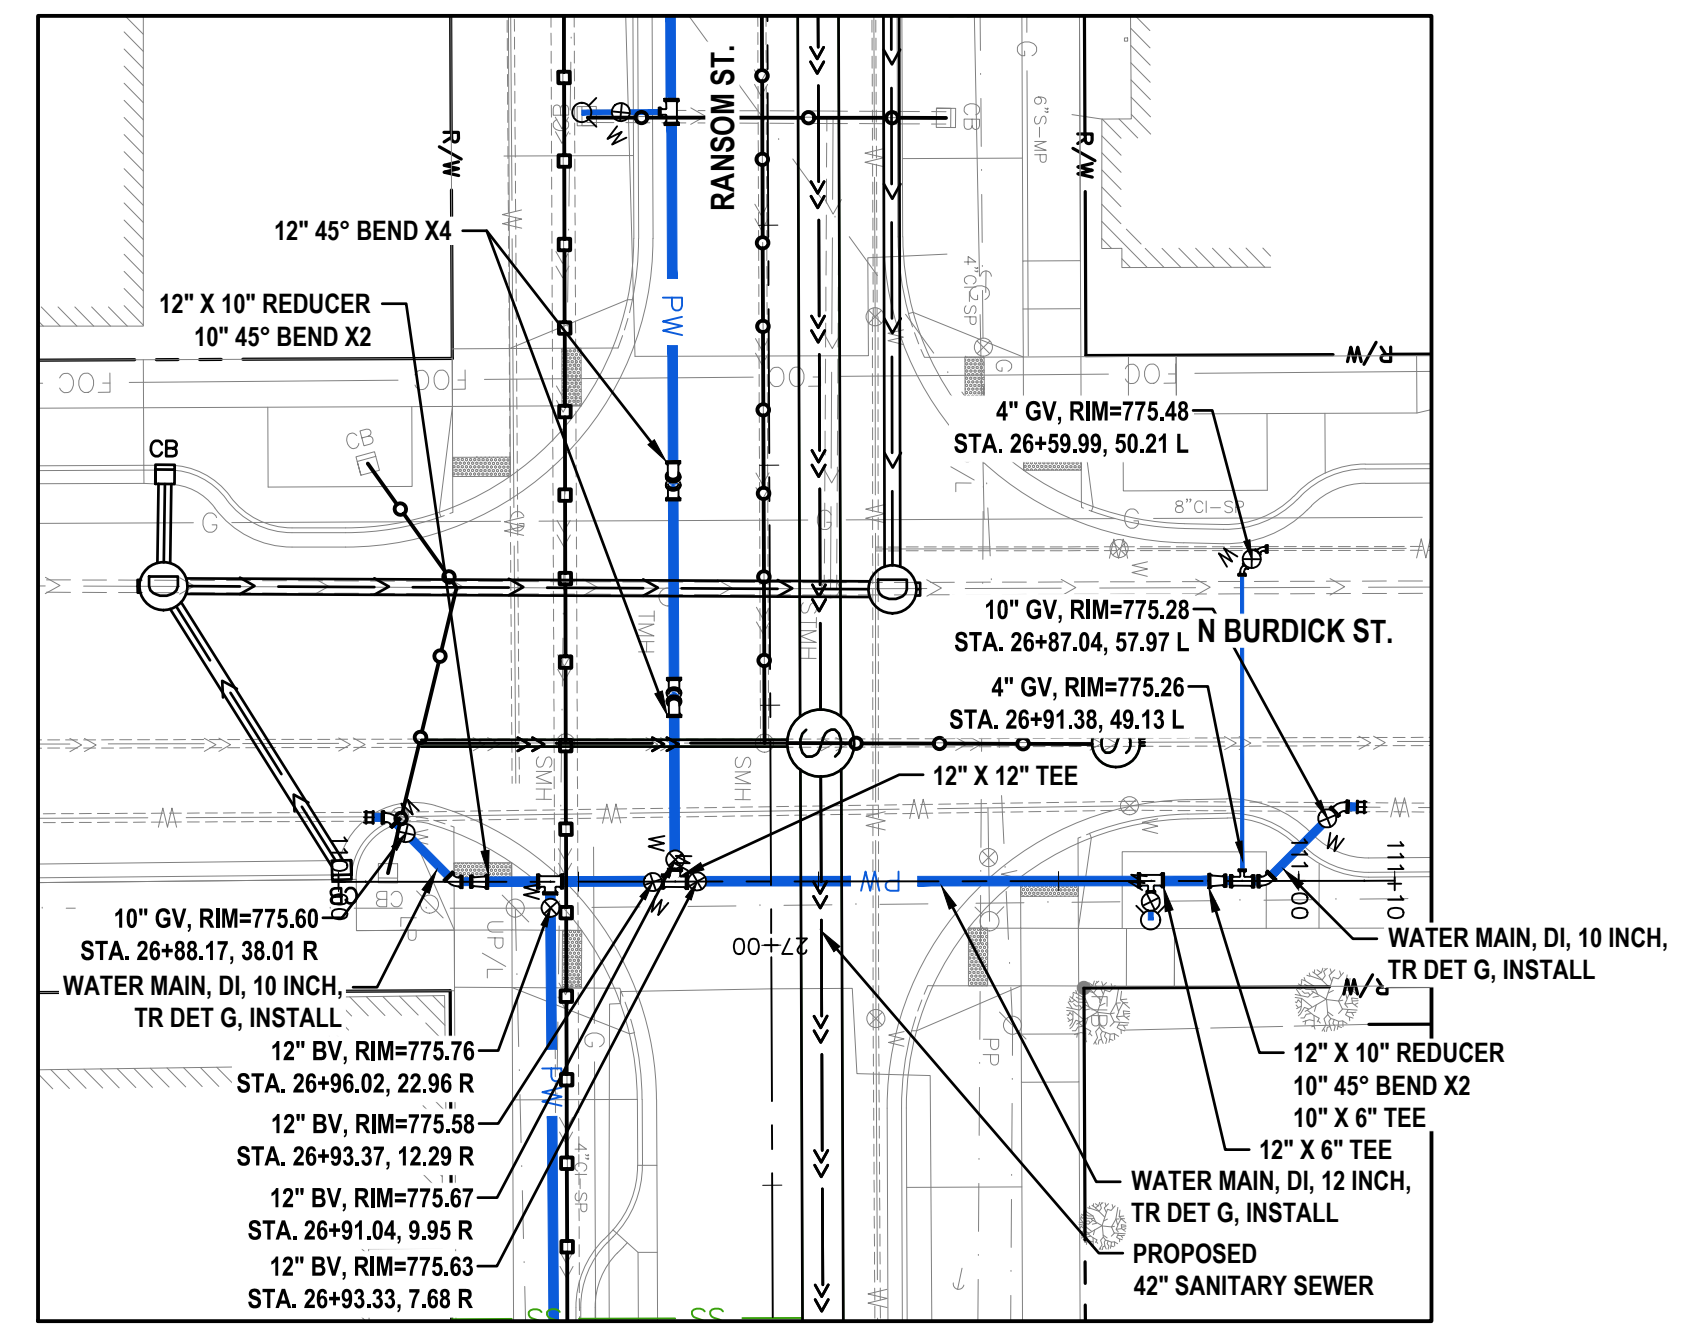 RANSOM ST.
R/W
R/W
CB
CB
W
6"S-MP
G
W
W
12" 45° BEND X4
4"CI-SP
G
12" X 10" REDUCER
10" 45° BEND X2
PW
W
G
R/W
FOC
FOC
FOC
FOC
4" GV, RIM=775.48
STA. 26+59.99, 50.21 L
CB
CB
P/L
8"CI-SP
G
G
G
W
W
W
W
W
TMH
STMH
10" GV, RIM=775.28
STA. 26+87.04, 57.97 L
N BURDICK ST.
4" GV, RIM=775.26
STA. 26+91.38, 49.13 L
S
S
SMH
SMH
12" X 12" TEE
W
W
W
W
W
W
W
W
W
PW
111+00
111+10
CB
10" GV, RIM=775.60
STA. 26+88.17, 38.01 R
UP/L
27+00
WATER MAIN, DI, 10 INCH,
TR DET G, INSTALL
WATER MAIN, DI, 10 INCH,
TR DET G, INSTALL
R/W
12" BV, RIM=775.76
STA. 26+96.02, 22.96 R
G
PW
W
PP
12" X 10" REDUCER
10" 45° BEND X2
10" X 6" TEE
12" BV, RIM=775.58
STA. 26+93.37, 12.29 R
4"CI-SP
12" X 6" TEE
12" BV, RIM=775.67
STA. 26+91.04, 9.95 R
WATER MAIN, DI, 12 INCH,
TR DET G, INSTALL
12" BV, RIM=775.63
STA. 26+93.33, 7.68 R
PROPOSED
42" SANITARY SEWER
W
SS
SS